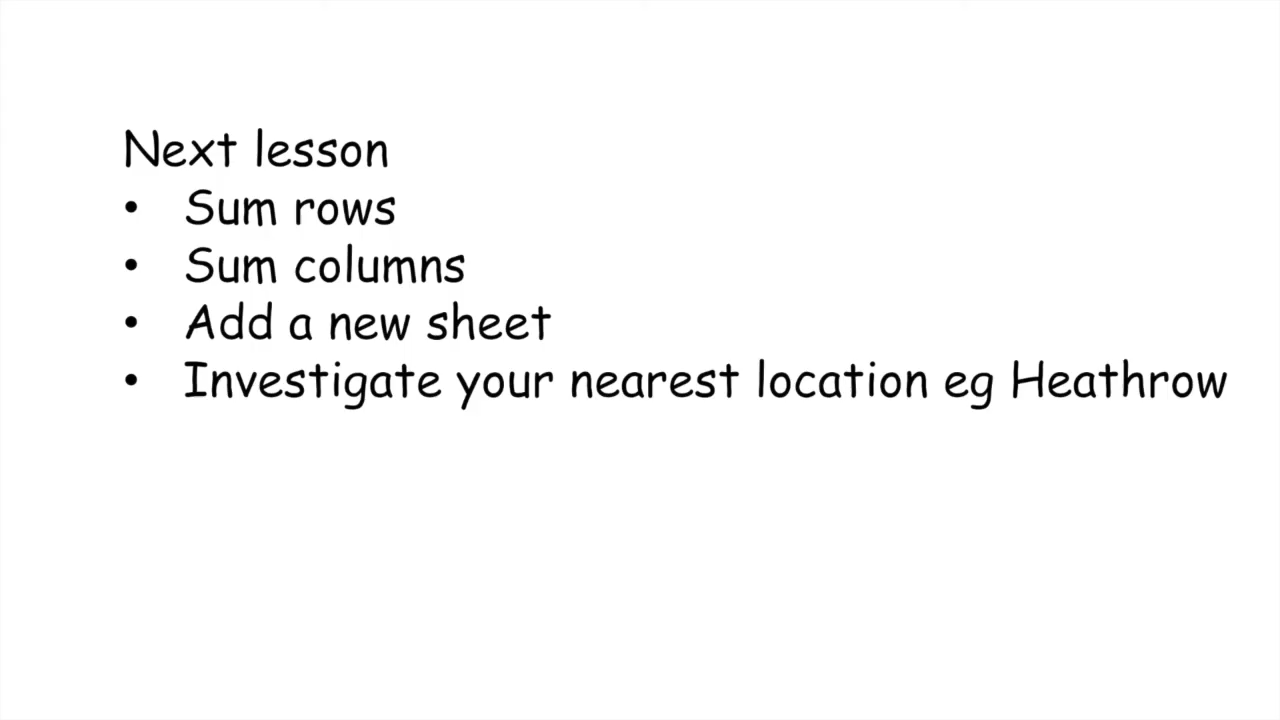 Next lesson
• Sum rows
• Sum columns
• Add a new sheet
• Investigate your nearest location eg Heathrow